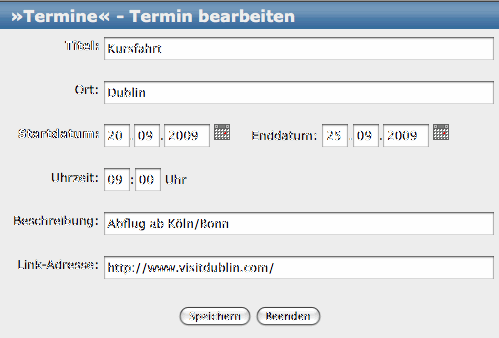 »Termine« - Termin bearbeiten
Titel: Kursfahrt
Ort: Dublin
Startdatum: 20 . 09 . 2009 Enddatum: 25 . 09 . 2009
Uhrzeit: 09 : 00 Uhr
Beschreibung: Abflug ab Köln/Bonn
Link-Adresse: http://www.visitdublin.com/
Speichern Beenden